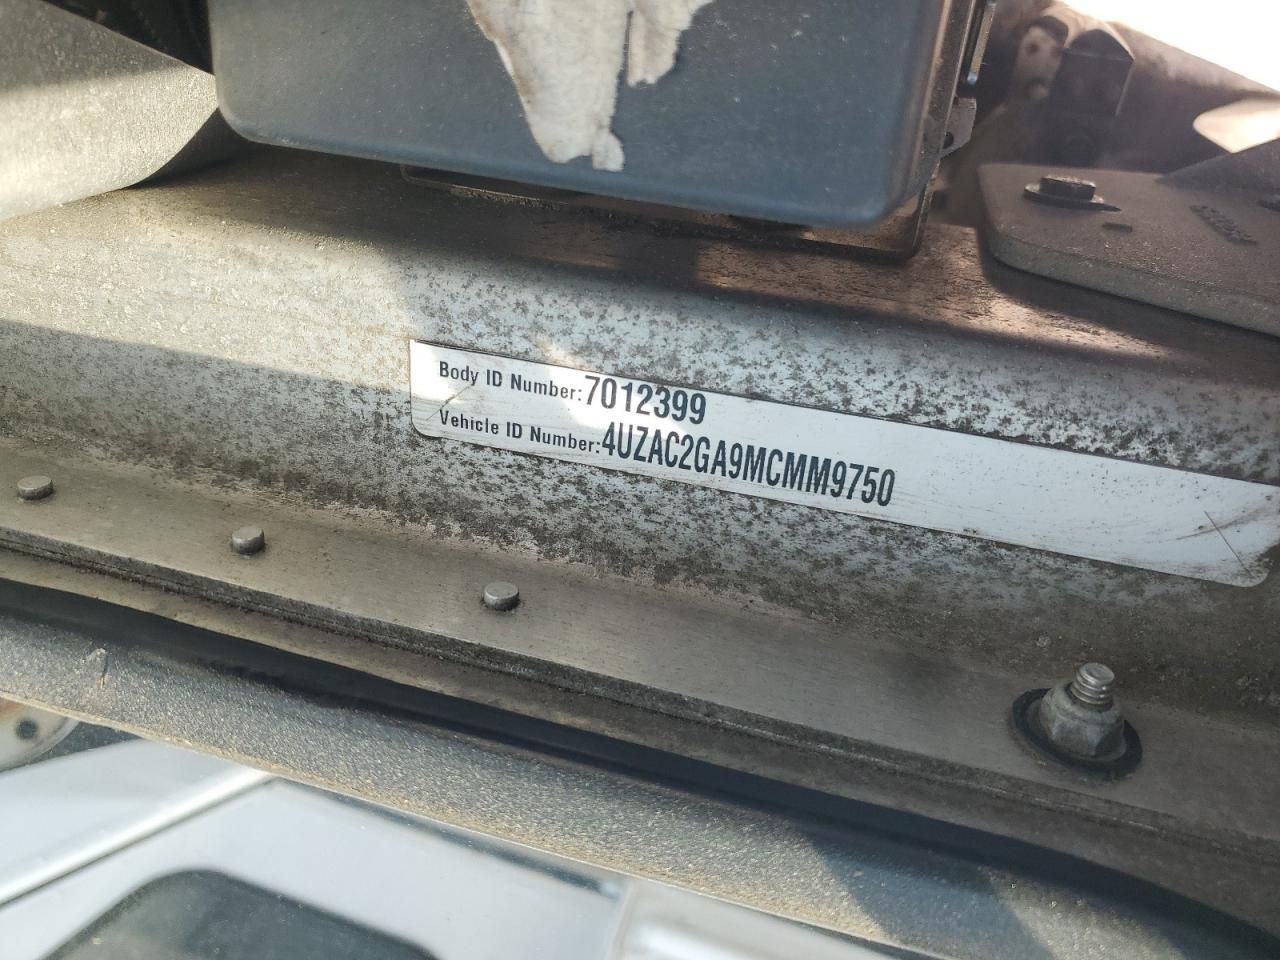 Body ID Number: 7012399
Vehicle ID Number: 4UZAC2GA9MCMM9750